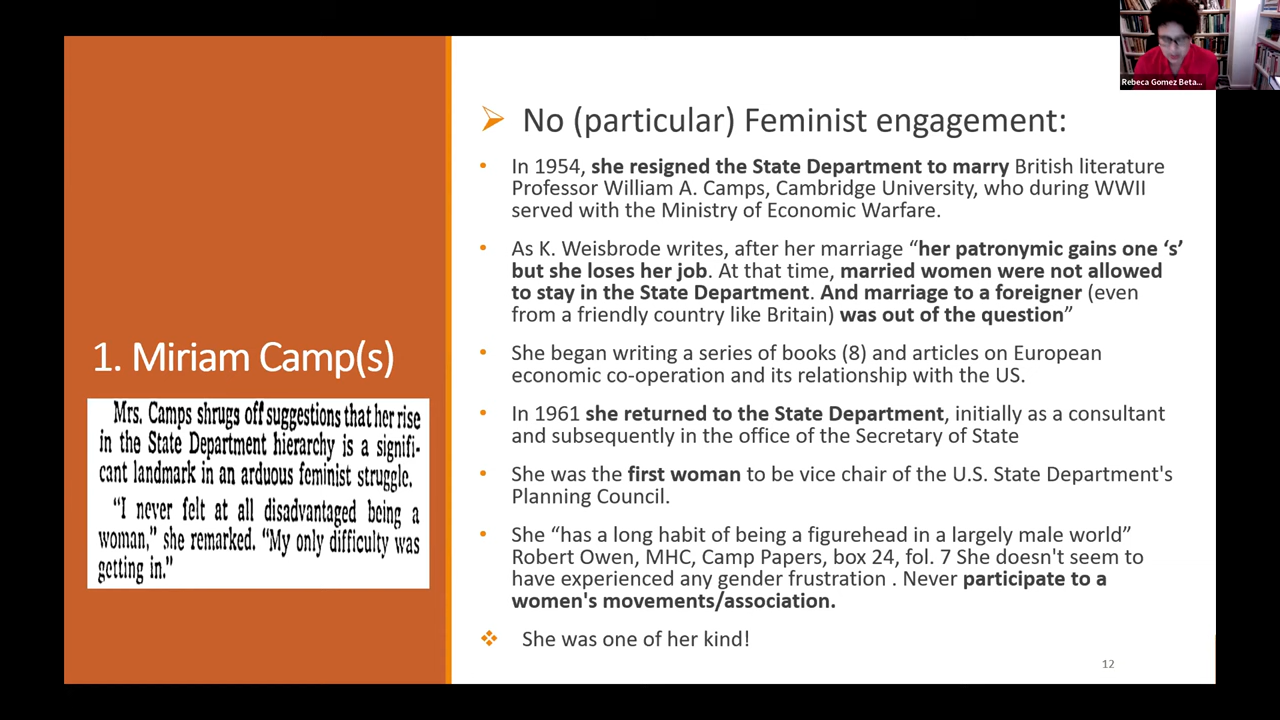 Rebeca Gomez Beta...
No (particular) Feminist engagement:
In 1954, she resigned the State Department to marry British literature
Professor William A. Camps, Cambridge University, who during WWII
served with the Ministry of Economic Warfare.
As K. Weisbrode writes, after her marriage “her patronymic gains one ‘s’
but she loses her job. At that time, married women were not allowed
to stay in the State Department. And marriage to a foreigner (even
from a friendly country like Britain) was out of the question”
She began writing a series of books (8) and articles on European
economic co-operation and its relationship with the US.
In 1961 she returned to the State Department, initially as a consultant
and subsequently in the office of the Secretary of State
She was the first woman to be vice chair of the U.S. State Department's
Planning Council.
She “has a long habit of being a figurehead in a largely male world”
Robert Owen, MHC, Camp Papers, box 24, fol. 7 She doesn't seem to
have experienced any gender frustration . Never participate to a
women's movements/association.
She was one of her kind!
1. Miriam Camp(s)
Mrs. Camps shrugs off suggestions that her rise
in the State Department hierarchy is a signifi-
cant landmark in an arduous feminist struggle.
“I never felt at all disadvantaged being a
woman,” she remarked. “My only difficulty was
getting in.”
12